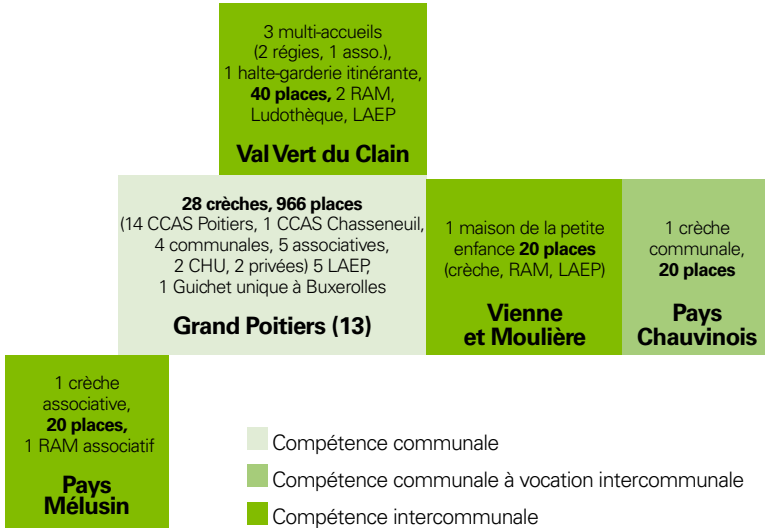 3 multi-accueils
(2 régies, 1 asso.),
1 halte-garderie itinérante,
40 places, 2 RAM,
Ludothèque, LAEP
Val Vert du Clain
28 crèches, 966 places
(14 CCAS Poitiers, 1 CCAS Chasseneuil,
4 communales, 5 associatives,
2 CHU, 2 privées) 5 LAEP,
1 Guichet unique à Buxerolles
Grand Poitiers (13)
1 maison de la petite
enfance 20 places
(crèche, RAM, LAEP)
Vienne
et Moulière
1 crèche
communale,
20 places
Pays
Chauvinois
1 crèche
associative,
20 places,
1 RAM associatif
Pays
Mélusin
Compétence communale
Compétence communale à vocation intercommunale
Compétence intercommunale